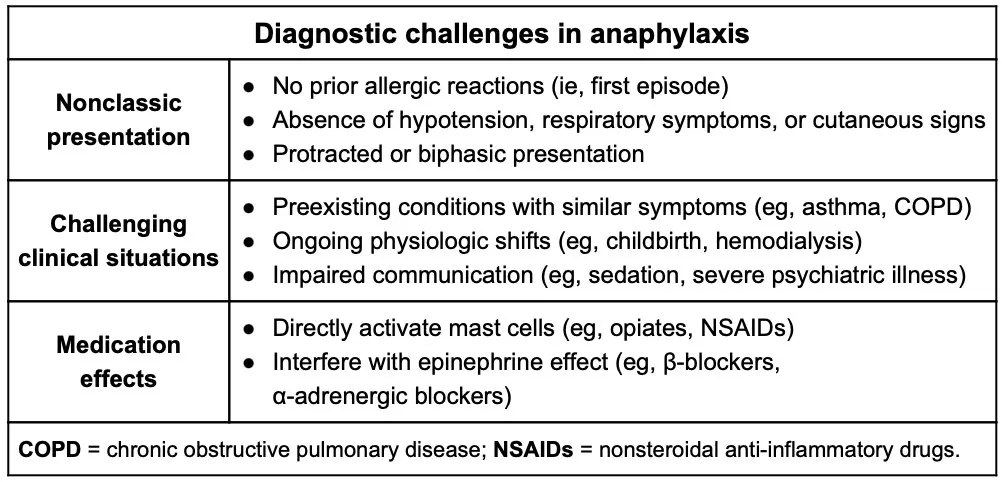 Diagnostic challenges in anaphylaxis
Nonclassic
presentation
● No prior allergic reactions (ie, first episode)
● Absence of hypotension, respiratory symptoms, or cutaneous signs
● Protracted or biphasic presentation
Challenging
clinical situations
● Preexisting conditions with similar symptoms (eg, asthma, COPD)
● Ongoing physiologic shifts (eg, childbirth, hemodialysis)
● Impaired communication (eg, sedation, severe psychiatric illness)
Medication
effects
● Directly activate mast cells (eg, opiates, NSAIDs)
● Interfere with epinephrine effect (eg, β-blockers,
α-adrenergic blockers)
COPD = chronic obstructive pulmonary disease; NSAIDs = nonsteroidal anti-inflammatory drugs.